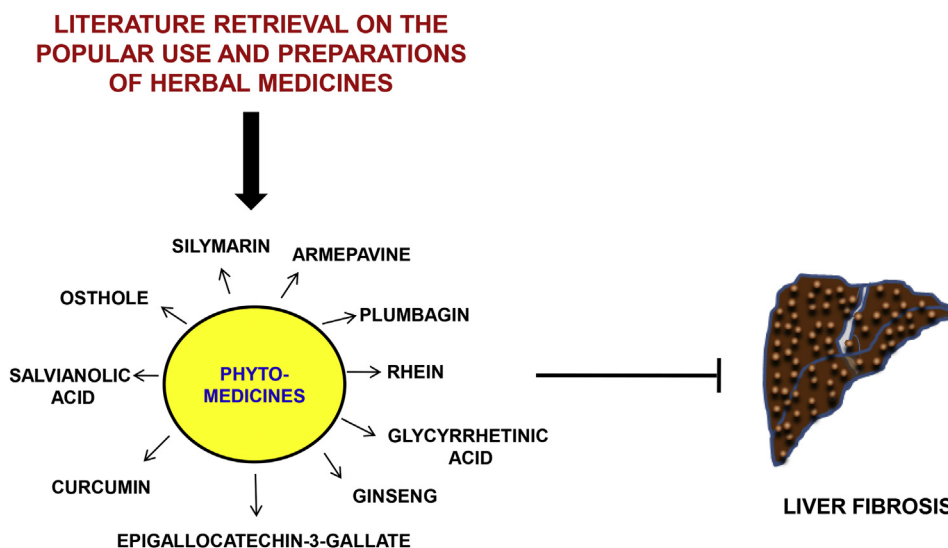 LITERATURE RETRIEVAL ON THE
POPULAR USE AND PREPARATIONS
OF HERBAL MEDICINES
SILYMARIN
ARMEPAVINE
OSTHOLE
PLUMBAGIN
SALVIANOLIC
ACID
PHYTO-
MEDICINES
RHEIN
GLYCYRRHETINIC
ACID
CURCUMIN
GINSENG
EPIGALLOCATECHIN-3-GALLATE
LIVER FIBROSIS